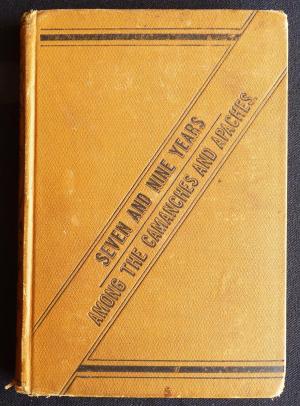 SEVEN AND NINE YEARS
AMONG THE CAMANCHES AND APACHES.